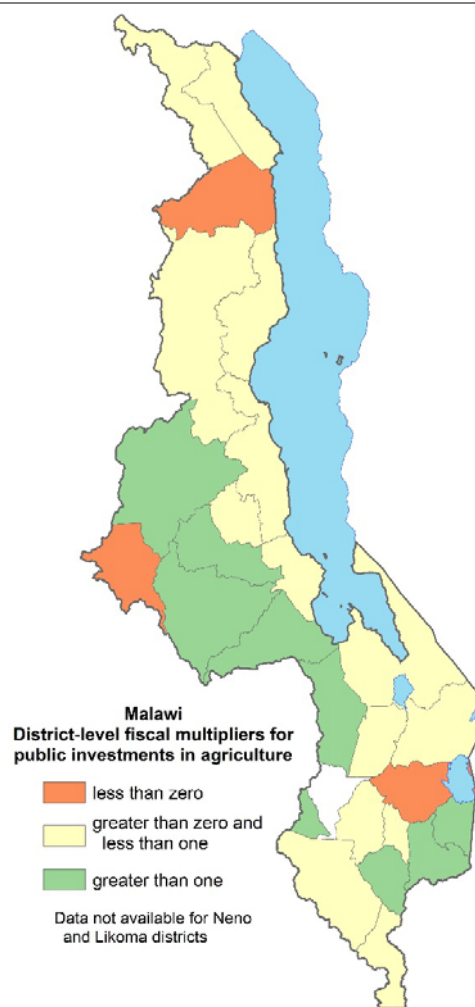 Malawi
District-level fiscal multipliers for
public investments in agriculture
less than zero
greater than zero and
less than one
greater than one
Data not available for Neno
and Likoma districts